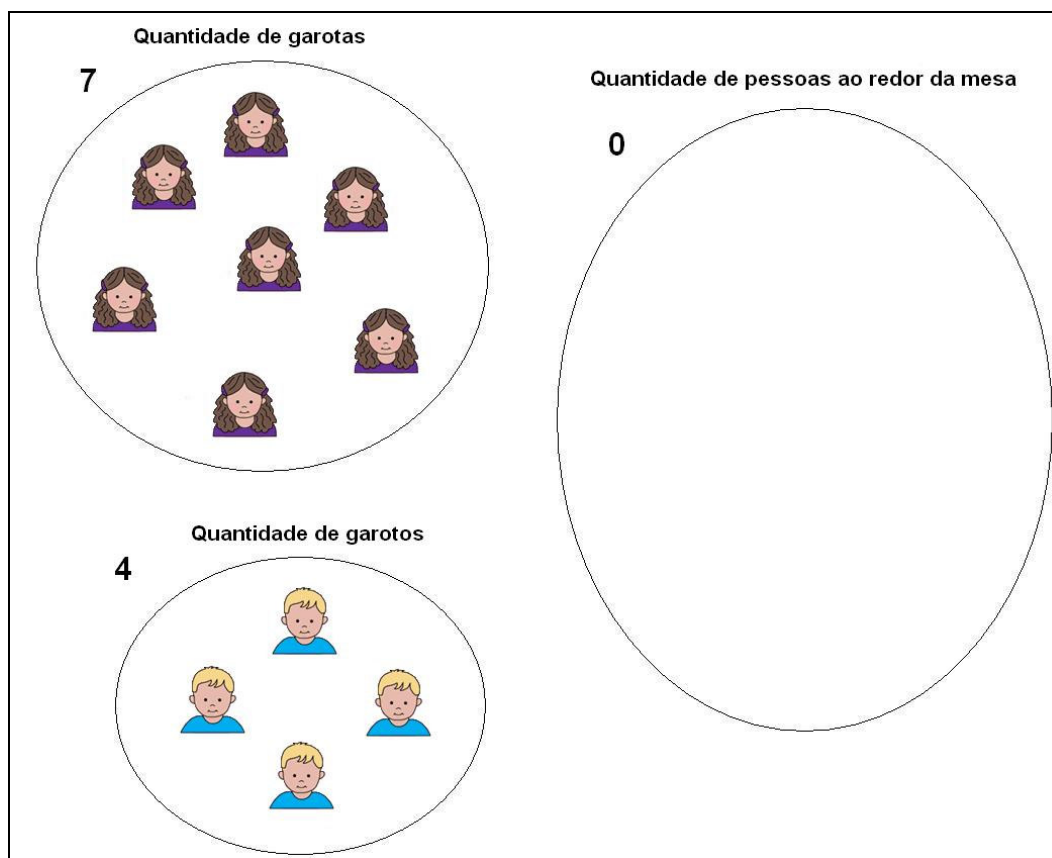 Quantidade de garotas
7
Quantidade de pessoas ao redor da mesa
0
Quantidade de garotos
4